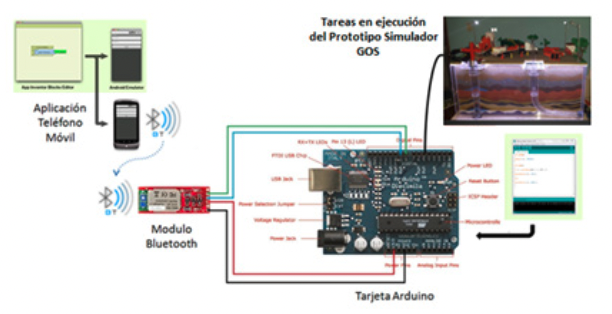 Tareas en ejecución
del Prototipo Simulador
GOS
App Inventor Blocks Editor
Android Emulator
Aplicación
Teléfono
Móvil
BT
BT
Modulo
Bluetooth
RX+TX LEDs
Pin 13 (L) LED
Digital Pins
FTDI USB Chip
USB Jack
Power Selection Jumper
Voltage Regulator
Power Jack
Power LED
Reset Button
ICSP Header
Microcontroller
Power Pins
Analog Input Pins
Tarjeta Arduino